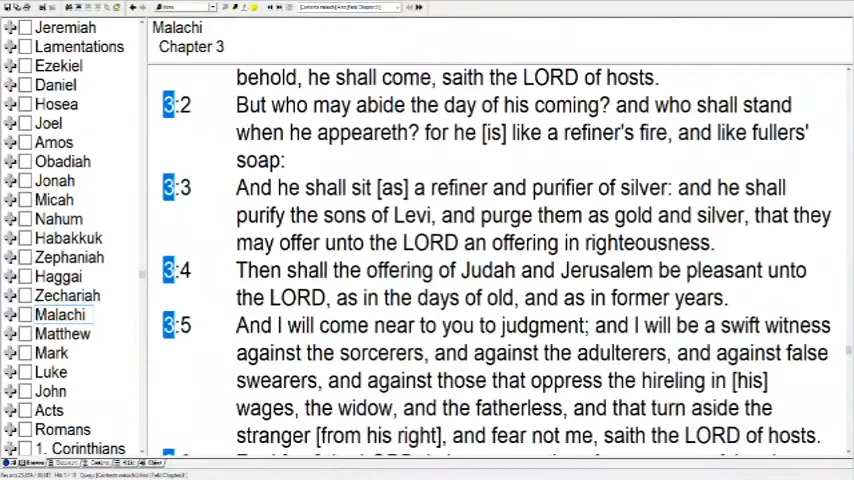 Malachi
Chapter 3
Jeremiah
Lamentations
Ezekiel
Daniel
Hosea
Joel
Amos
Obadiah
Jonah
Micah
Nahum
Habakkuk
Zephaniah
Haggai
Zechariah
Malachi
Matthew
Mark
Luke
John
Acts
Romans
1. Corinthians
behold, he shall come, saith the LORD of hosts.
3:2 But who may abide the day of his coming? and who shall stand
when he appeareth? for he [is] like a refiner's fire, and like fullers'
soap:
3:3 And he shall sit [as] a refiner and purifier of silver: and he shall
purify the sons of Levi, and purge them as gold and silver, that they
may offer unto the LORD an offering in righteousness.
3:4 Then shall the offering of Judah and Jerusalem be pleasant unto
the LORD, as in the days of old, and as in former years.
3:5 And I will come near to you to judgment; and I will be a swift witness
against the sorcerers, and against the adulterers, and against false
swearers, and against those that oppress the hireling in [his]
wages, the widow, and the fatherless, and that turn aside the
stranger [from his right], and fear not me, saith the LORD of hosts.